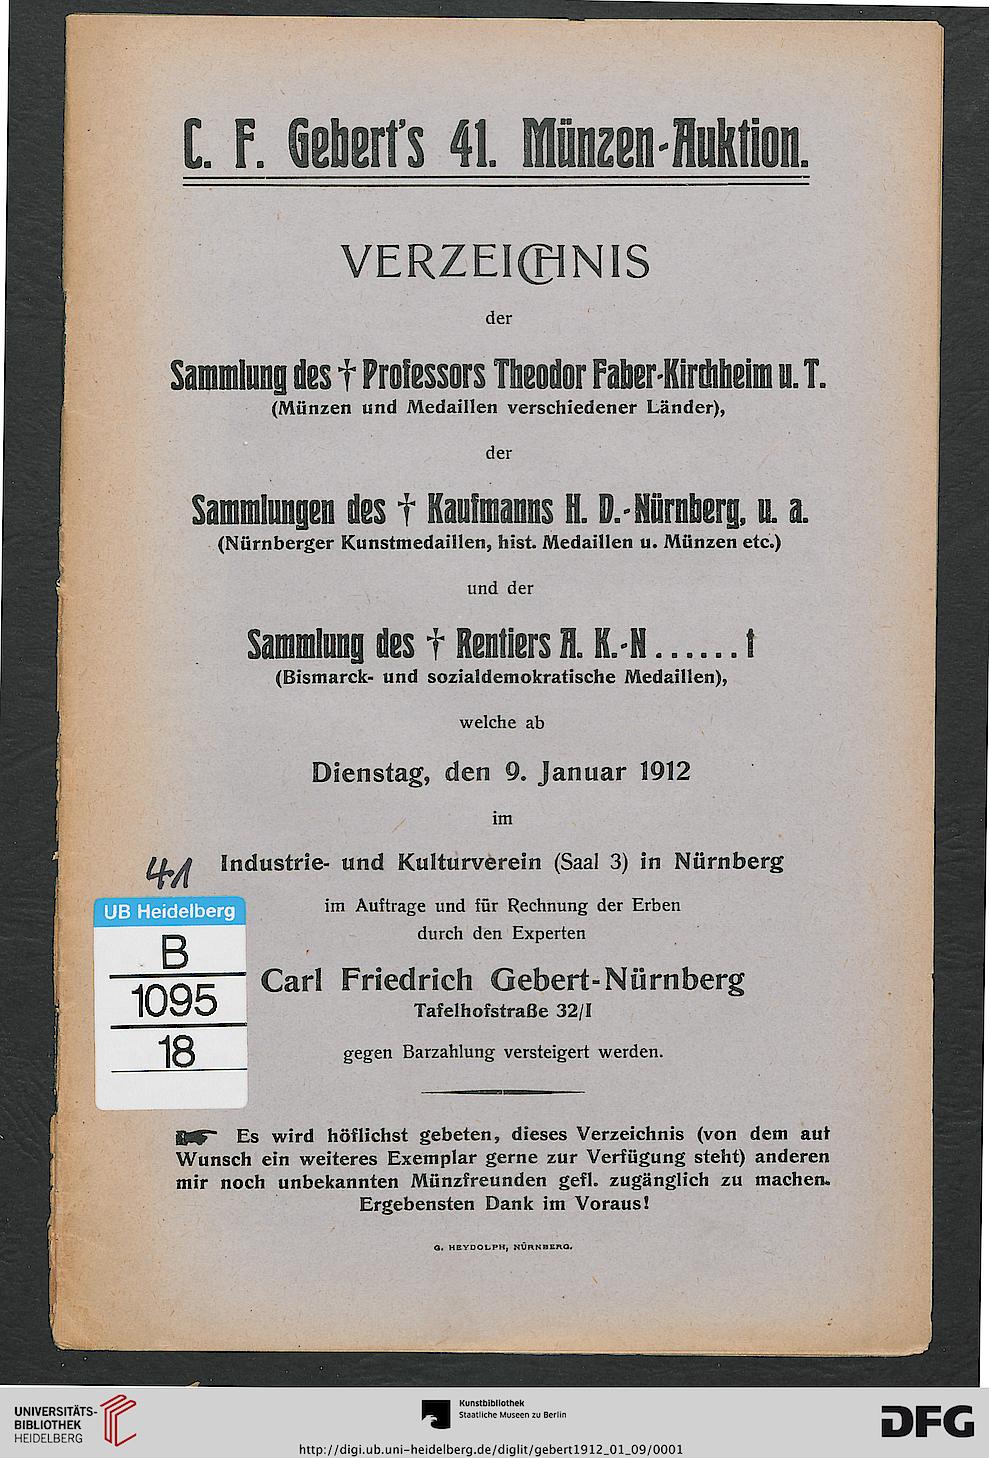 C. F. Gebert's 41. Münzen-Auktion.
VERZEICHNIS
der
Sammlung des † Professors Theodor Faber-Kirchheim u. T.
(Münzen und Medaillen verschiedener Länder),
der
Sammlungen des † Kaufmanns H. D.-Nürnberg, u. a.
(Nürnberger Kunstmedaillen, hist. Medaillen u. Münzen etc.)
und der
Sammlung des † Rentiers A. K.-N . . . . . . t
(Bismarck- und sozialdemokratische Medaillen),
welche ab
Dienstag, den 9. Januar 1912
im
Industrie- und Kulturverein (Saal 3) in Nürnberg
41
im Auftrage und für Rechnung der Erben
durch den Experten
Carl Friedrich Gebert-Nürnberg
Tafelhofstraße 32/I
gegen Barzahlung versteigert werden.
UB Heidelberg
B
1095
18
☛ Es wird höflichst gebeten, dieses Verzeichnis (von dem auf
Wunsch ein weiteres Exemplar gerne zur Verfügung steht) anderen
mir noch unbekannten Münzfreunden gefl. zugänglich zu machen.
Ergebensten Dank im Voraus!
G. HEYDOLPH, NÜRNBERG.
UNIVERSITÄTS-
BIBLIOTHEK
HEIDELBERG
Kunstbibliothek
Staatliche Museen zu Berlin
DFG
http://digi.ub.uni-heidelberg.de/diglit/gebert1912_01_09/0001